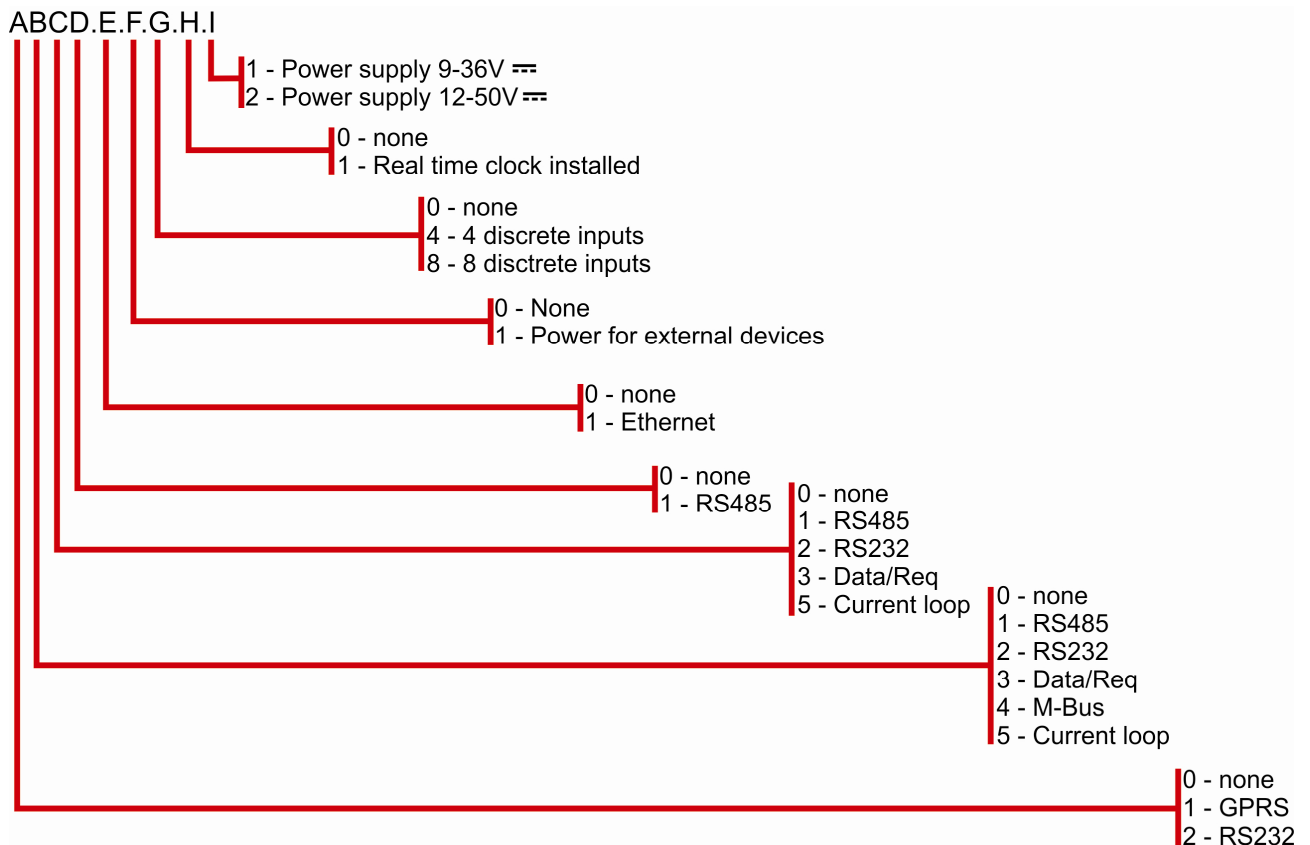 ABCD.E.F.G.H.I
1 - Power supply 9-36V
2 - Power supply 12-50V
0 - none
1 - Real time clock installed
0 - none
4 - 4 discrete inputs
8 - 8 disctrete inputs
0 - None
1 - Power for external devices
0 - none
1 - Ethernet
0 - none
1 - RS485
0 - none
1 - RS485
2 - RS232
3 - Data/Req
5 - Current loop
0 - none
1 - RS485
2 - RS232
3 - Data/Req
4 - M-Bus
5 - Current loop
0 - none
1 - GPRS
2 - RS232